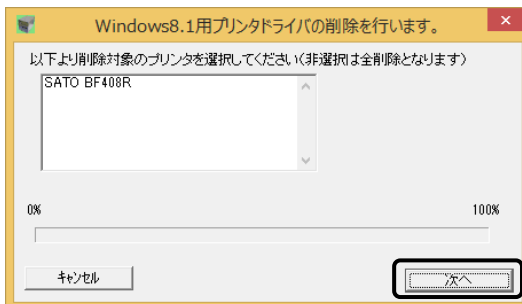 Windows8.1用プリンタドライバの削除を行います。
以下より削除対象のプリンタを選択してください(非選択は全削除となります)
SATO BF408R
0%
100%
キャンセル
次へ